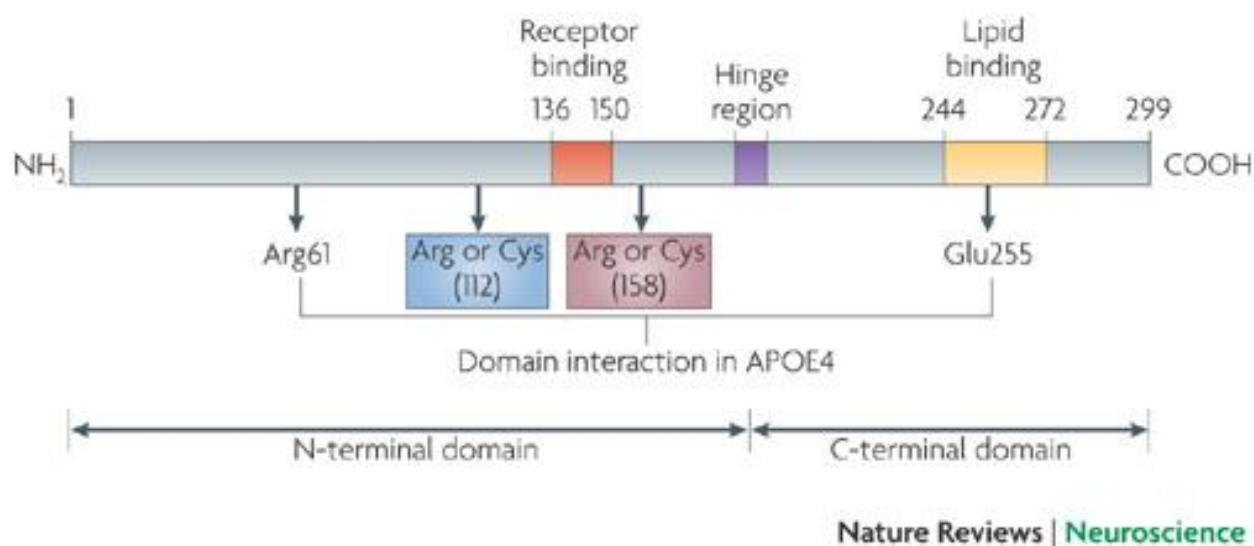 Receptor
binding
Hinge
region
Lipid
binding
1
136
150
244
272
299
NH₂
COOH
Arg61
Arg or Cys
(112)
Arg or Cys
(158)
Glu255
Domain interaction in APOE4
N-terminal domain
C-terminal domain
Nature Reviews | Neuroscience